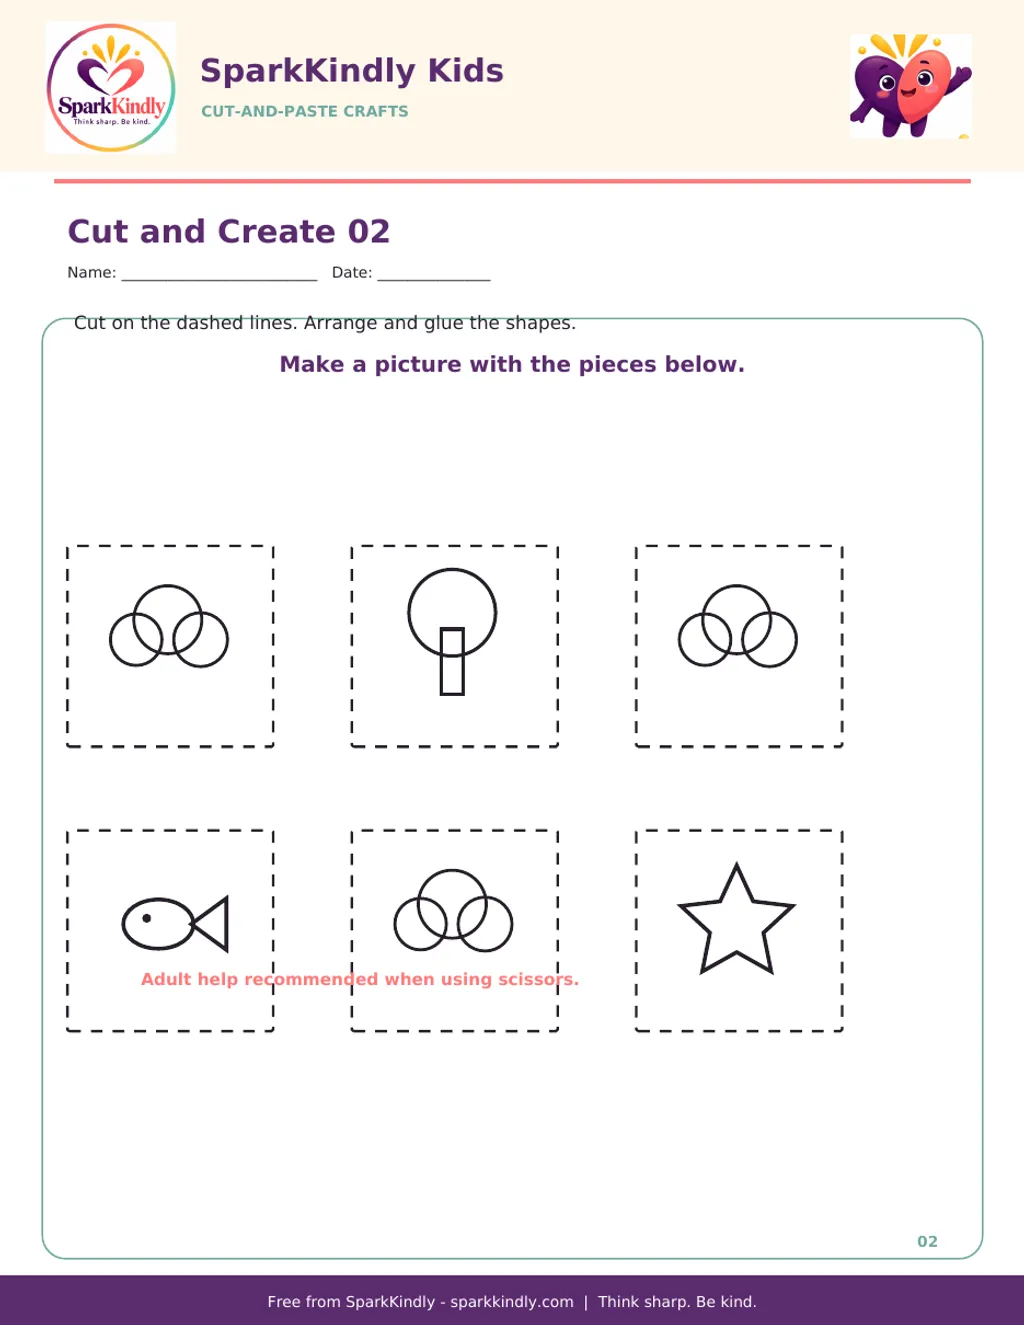 SparkKindly
Think sharp. Be kind.
SparkKindly Kids
CUT-AND-PASTE CRAFTS
Cut and Create 02
Name: __________________________ Date: _______________
Cut on the dashed lines. Arrange and glue the shapes.
Make a picture with the pieces below.
Adult help recommended when using scissors.
02
Free from SparkKindly - sparkkindly.com | Think sharp. Be kind.